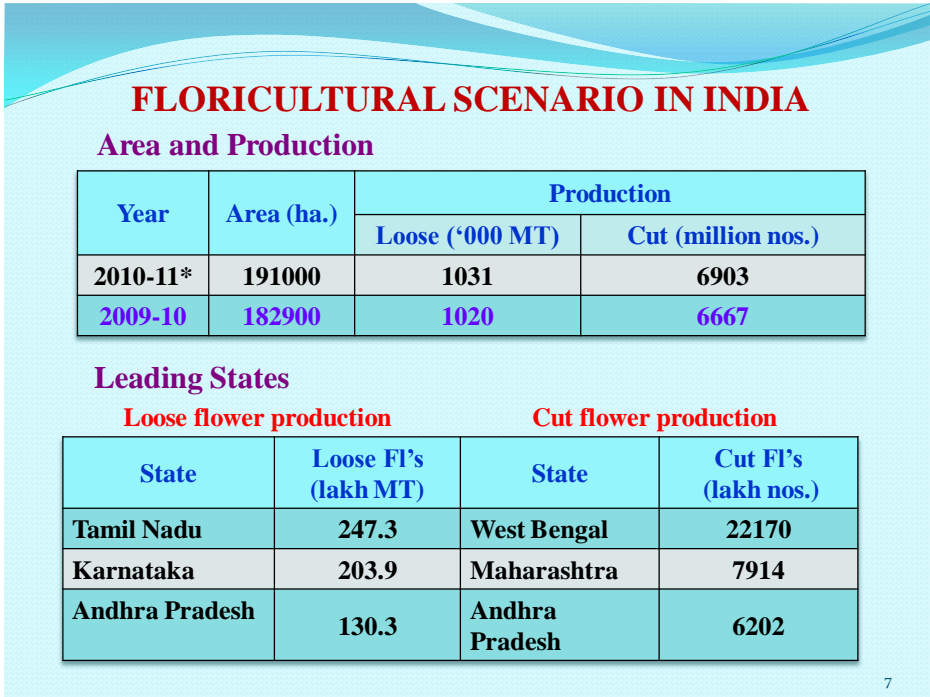 FLORICULTURAL SCENARIO IN INDIA
Area and Production
Year Area (ha.) Production
Loose (‘000 MT) Cut (million nos.)
2010-11* 191000 1031 6903
2009-10 182900 1020 6667
Leading States
Loose flower production Cut flower production
State Loose Fl’s State Cut Fl’s
(lakh MT) (lakh nos.)
Tamil Nadu 247.3 West Bengal 22170
Karnataka 203.9 Maharashtra 7914
Andhra Pradesh 130.3 Andhra 6202
Pradesh
7